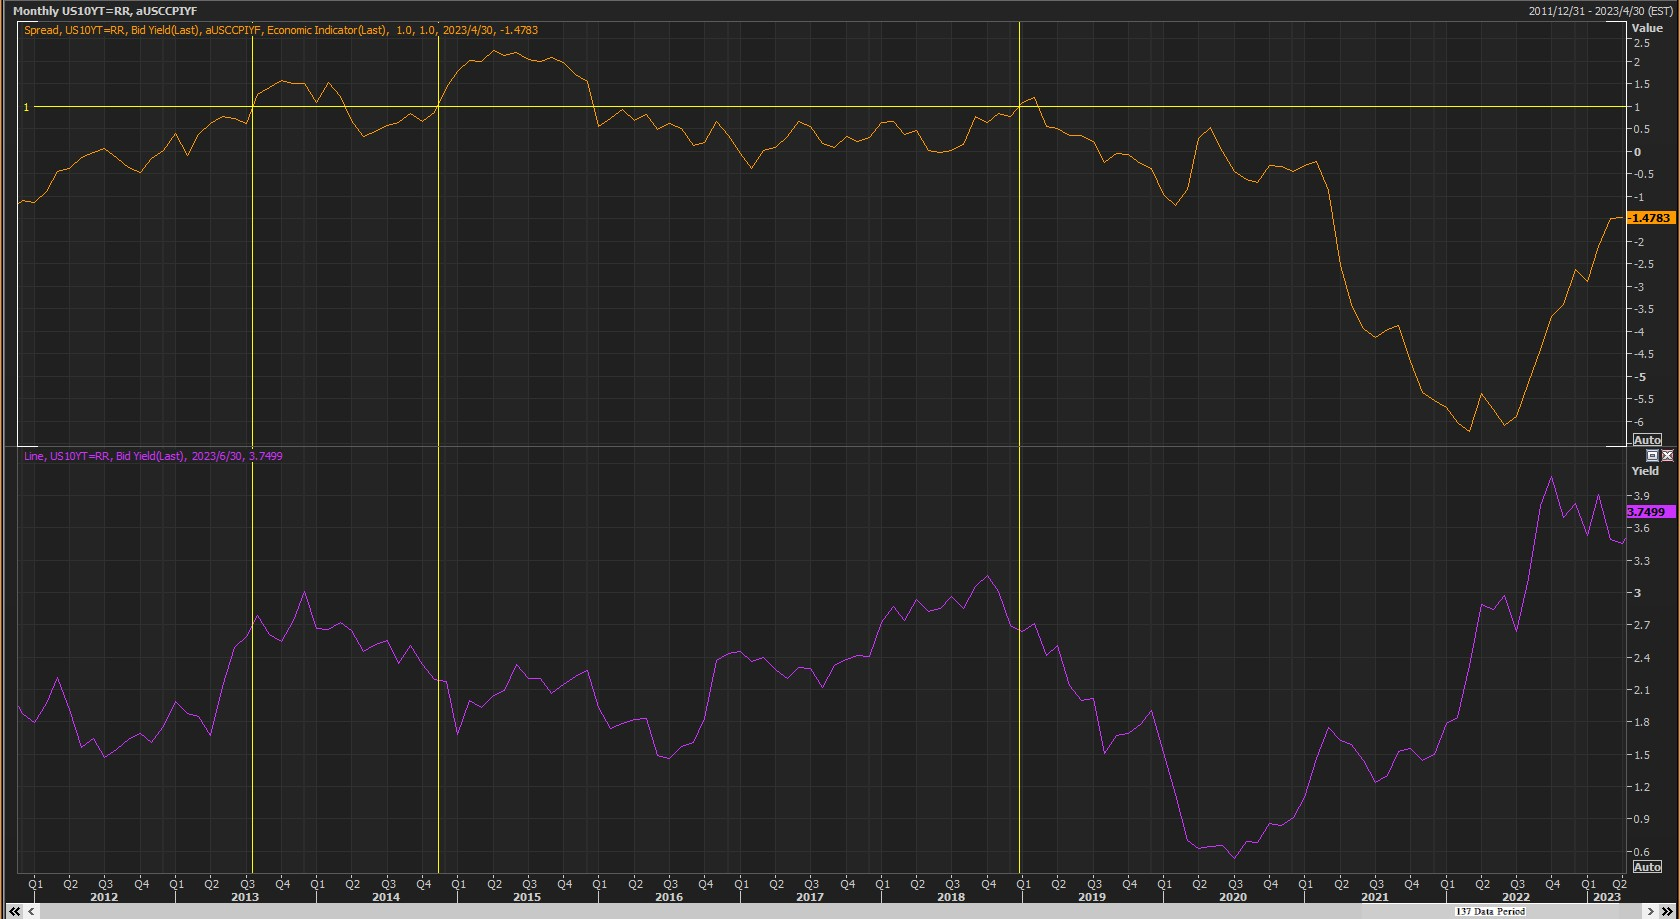 Monthly US10YT=RR, aUSCCPIYF
2011/12/31 - 2023/4/30 (EST)
Spread, US10YT=RR, Bid Yield(Last), aUSCCPIYF, Economic Indicator(Last), 1.0, 1.0, 2023/4/30, -1.4783
Value
2.5
2
1.5
1
1
0.5
0
-0.5
-1
-1.4783
-2
-2.5
-3
-3.5
-4
-4.5
-5
-5.5
-6
Auto
Line, US10YT=RR, Bid Yield(Last), 2023/6/30, 3.7499
Yield
3.9
3.7499
3.6
3.3
3
2.7
2.4
2.1
1.8
1.5
1.2
0.9
0.6
Auto
Q1 Q2 Q3 Q4 Q1 Q2 Q3 Q4 Q1 Q2 Q3 Q4 Q1 Q2 Q3 Q4 Q1 Q2 Q3 Q4 Q1 Q2 Q3 Q4 Q1 Q2 Q3 Q4 Q1 Q2 Q3 Q4 Q1 Q2 Q3 Q4 Q1 Q2 Q3 Q4 Q1 Q2 Q3 Q4 Q1 Q2
2012 2013 2014 2015 2016 2017 2018 2019 2020 2021 2022 2023
137 Data Period